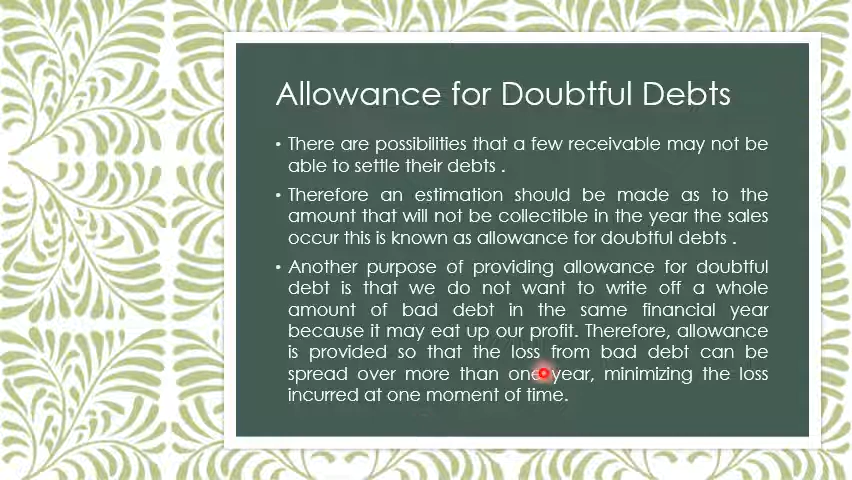 Allowance for Doubtful Debts
• There are possibilities that a few receivable may not be
able to settle their debts .
• Therefore an estimation should be made as to the
amount that will not be collectible in the year the sales
occur this is known as allowance for doubtful debts .
• Another purpose of providing allowance for doubtful
debt is that we do not want to write off a whole
amount of bad debt in the same financial year
because it may eat up our profit. Therefore, allowance
is provided so that the loss from bad debt can be
spread over more than one year, minimizing the loss
incurred at one moment of time.